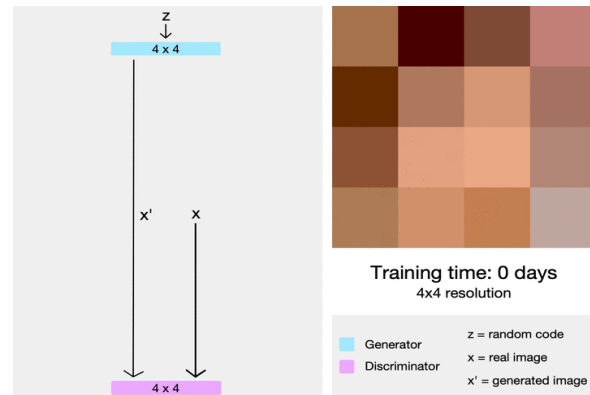 z
4 x 4
x'
x
4 x 4
Training time: 0 days
4x4 resolution
Generator
Discriminator
z = random code
x = real image
x' = generated image